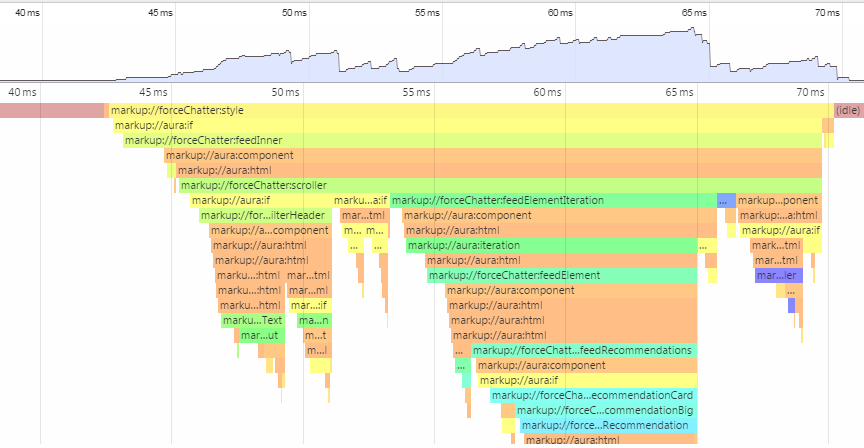 40 ms 45 ms 50 ms 55 ms 60 ms 65 ms 70 ms
40 ms 45 ms 50 ms 55 ms 60 ms 65 ms 70 ms
markup://forceChatter:style (idle)
markup://aura:if
markup://forceChatter:feedInner
markup://aura:component
markup://aura:html
markup://forceChatter:scroller
markup://aura:if marku...a:if markup://forceChatter:feedElementIteration ... markup...ponent
markup://for...ilterHeader mar...tml markup://aura:component markup:...a:html
markup://a...component m... m... markup://aura:html markup://aura:if
markup://aura:html ... ... markup://aura:iteration ... mark...tml
markup://aura:html markup://aura:html mar...tml
marku...:html mar...tml markup://forceChatter:feedElement mar...ler
marku...:html mar...ml markup://aura:component ...
marku...html mar...:if markup://aura:html
marku...Text ma...n markup://aura:html
mar...ut m...t markup://aura:html
m...l ... markup://forceChatt...feedRecommendations
... markup://aura:component
markup://aura:if
markup://forceCha...ecommendationCard
markup://forceC...commendationBig
markup://force...Recommendation
markup://aura:html